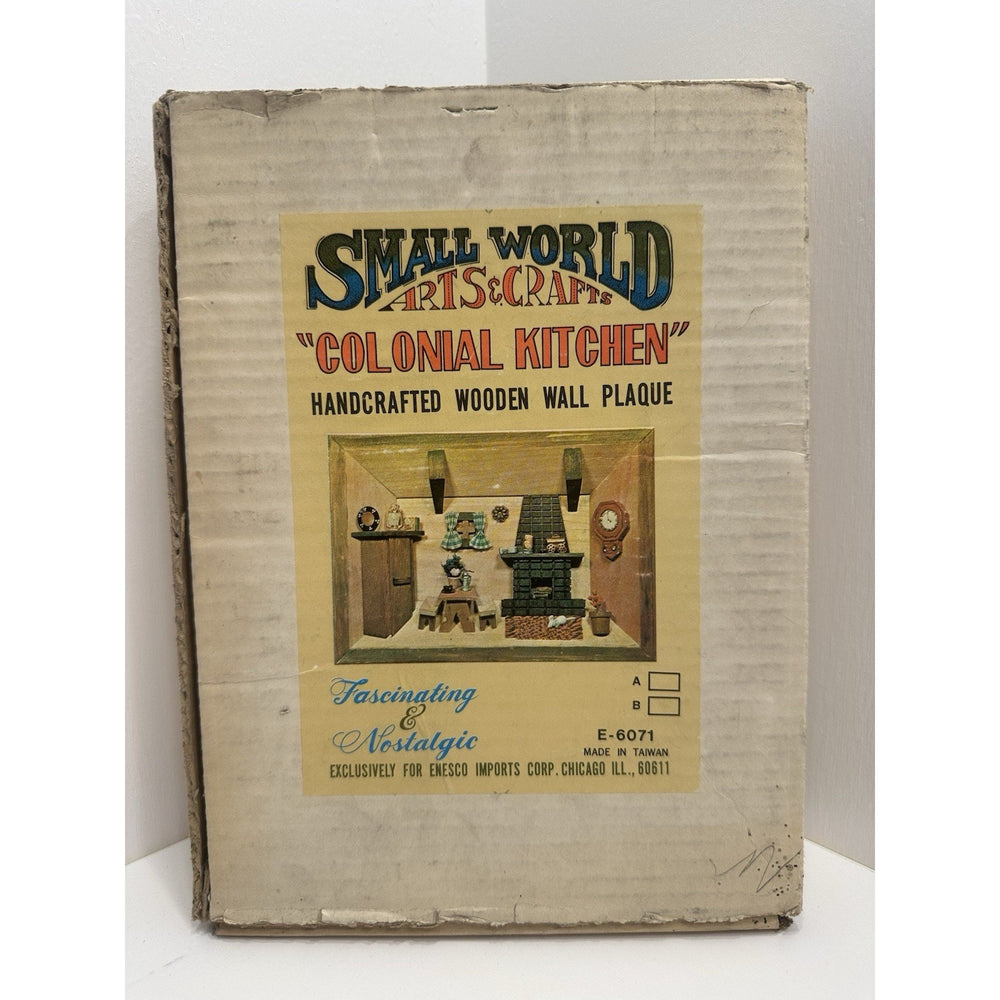 SMALL WORLD
ARTS & CRAFTS
"COLONIAL KITCHEN"
HANDCRAFTED WOODEN WALL PLAQUE
Fascinating
&
Nostalgic
A
B
E-6071
MADE IN TAIWAN
EXCLUSIVELY FOR ENESCO IMPORTS CORP. CHICAGO ILL., 60611